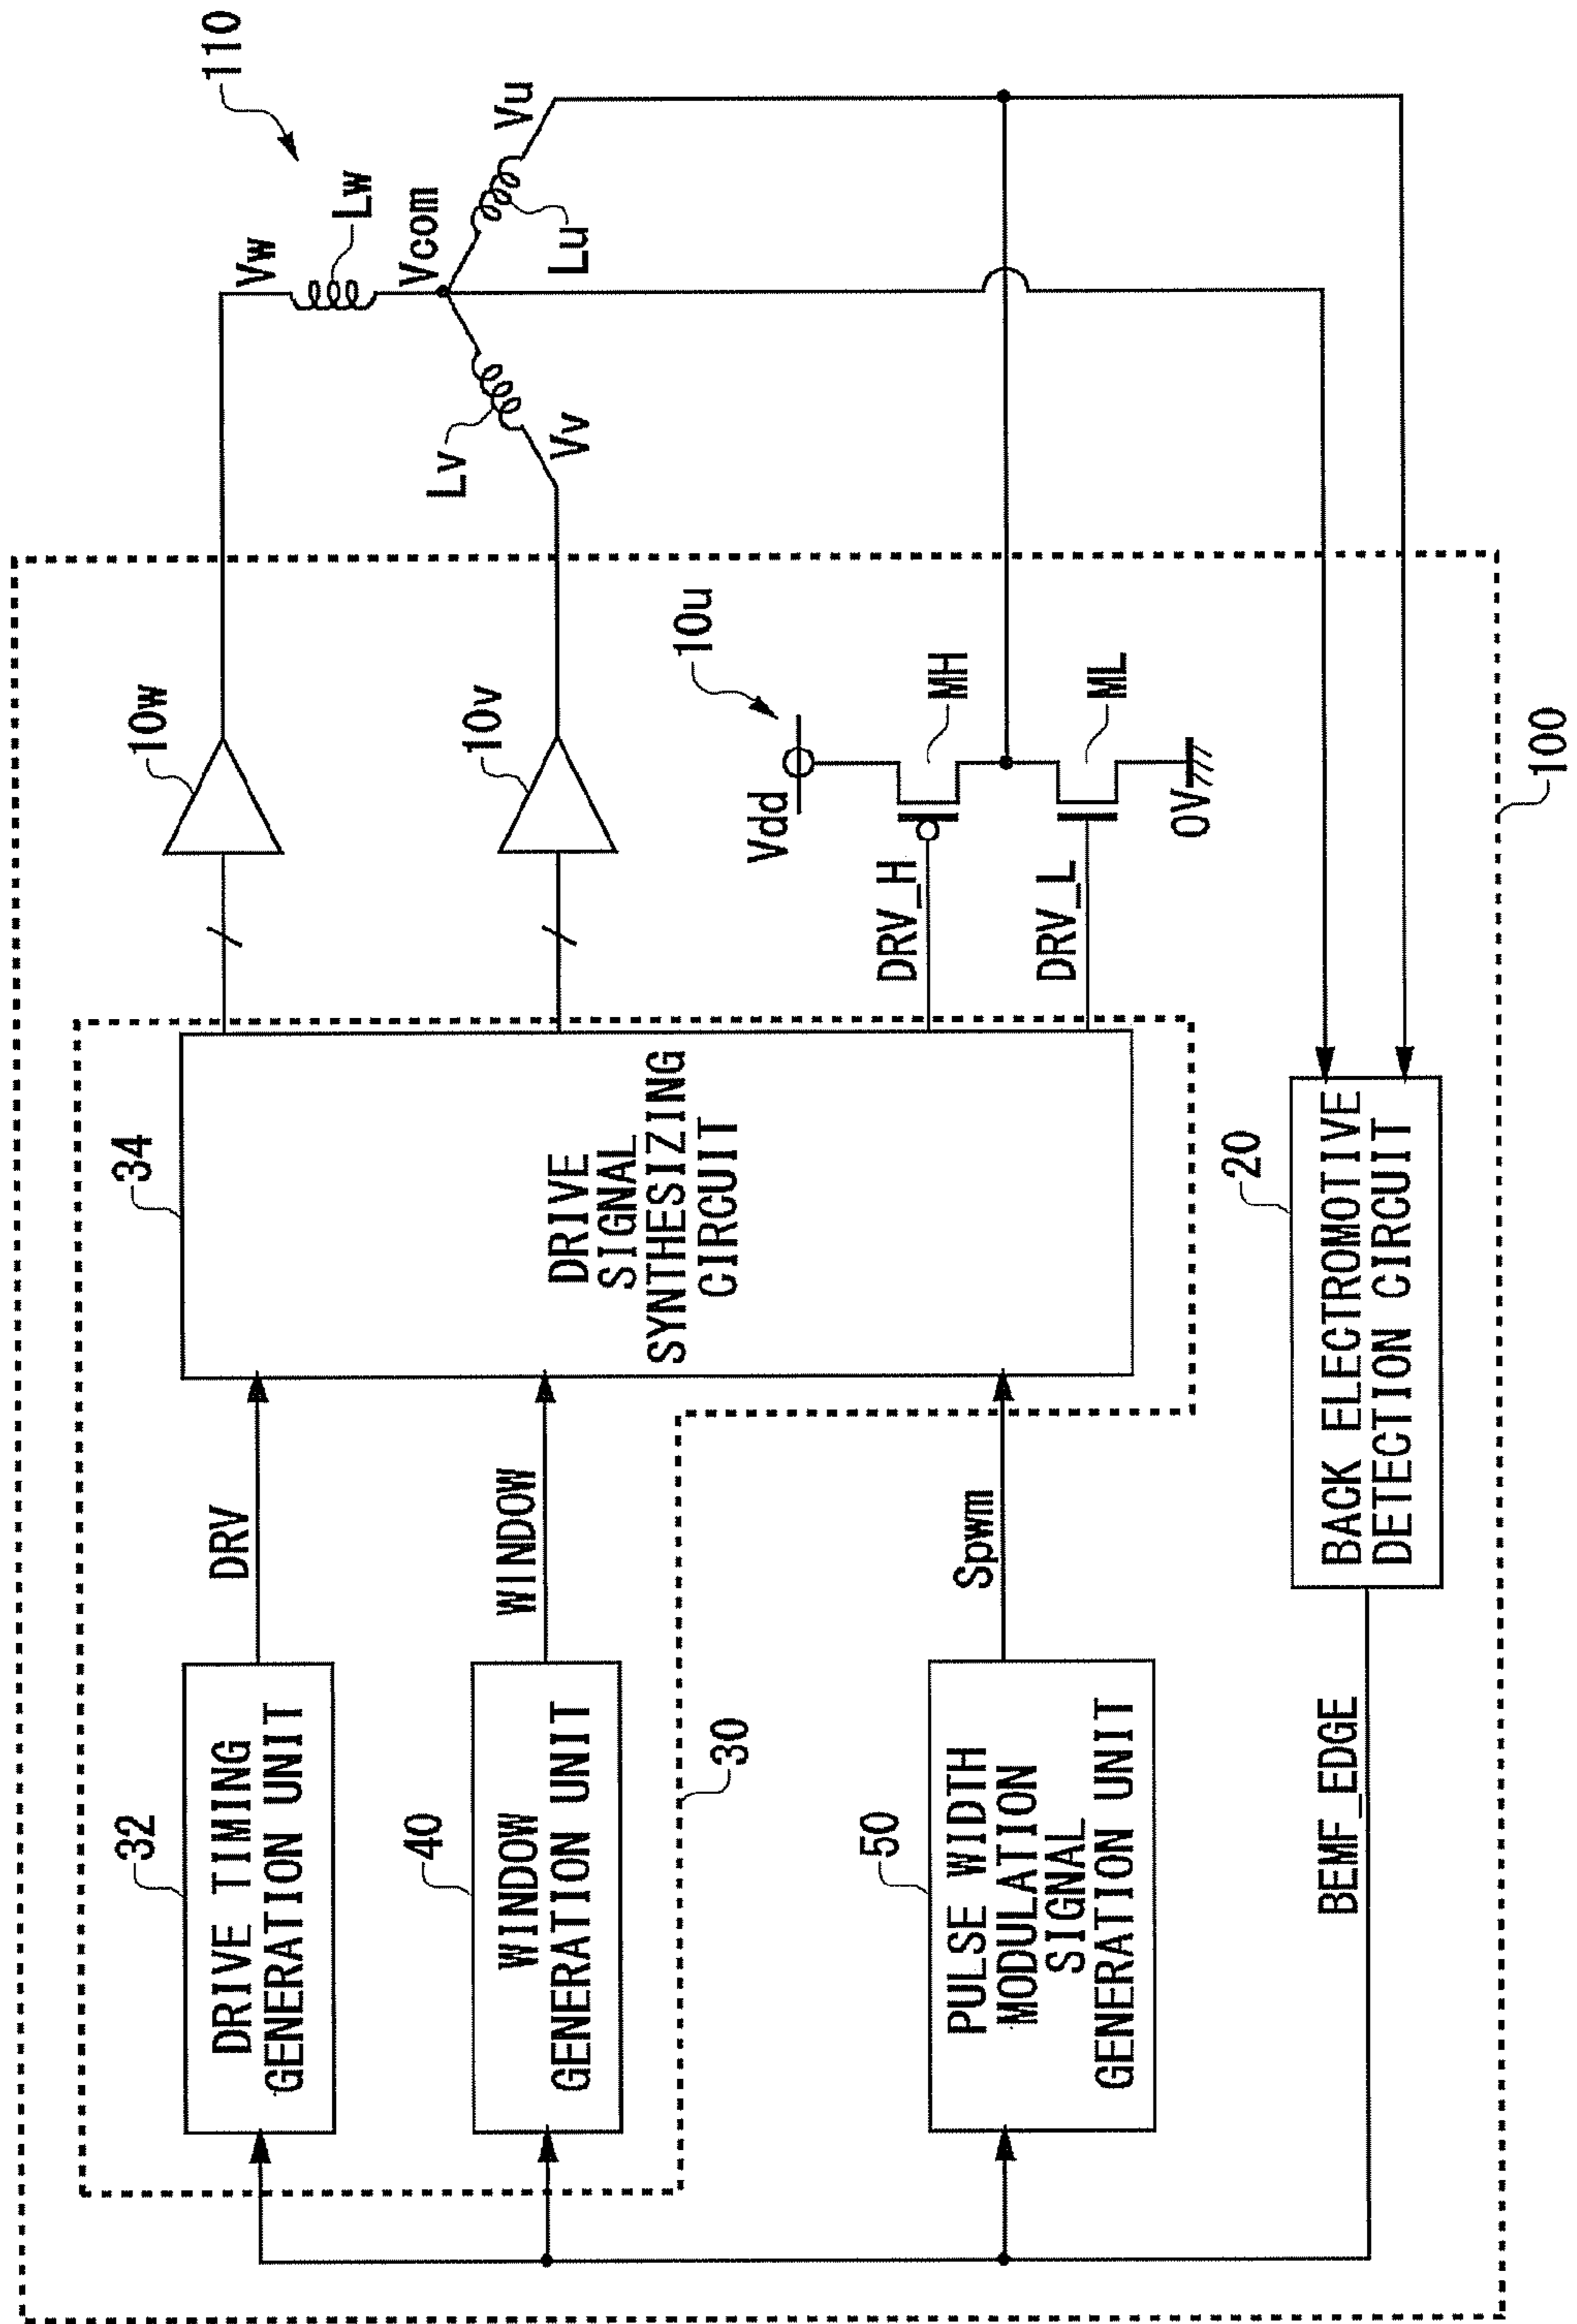 110
Vw
Lw
Vcom
Vu
Lu
Lv
Vv
10w
10v
10u
Vdd
MH
ML
0V
DRV_H
DRV_L
100
34
DRIVE
SIGNAL
SYNTHESIZING
CIRCUIT
20
BACK ELECTROMOTIVE
DETECTION CIRCUIT
DRV
WINDOW
Spwm
BEMF_EDGE
32
DRIVE TIMING
GENERATION UNIT
40
WINDOW
GENERATION UNIT
30
50
PULSE WIDTH
MODULATION
SIGNAL
GENERATION UNIT